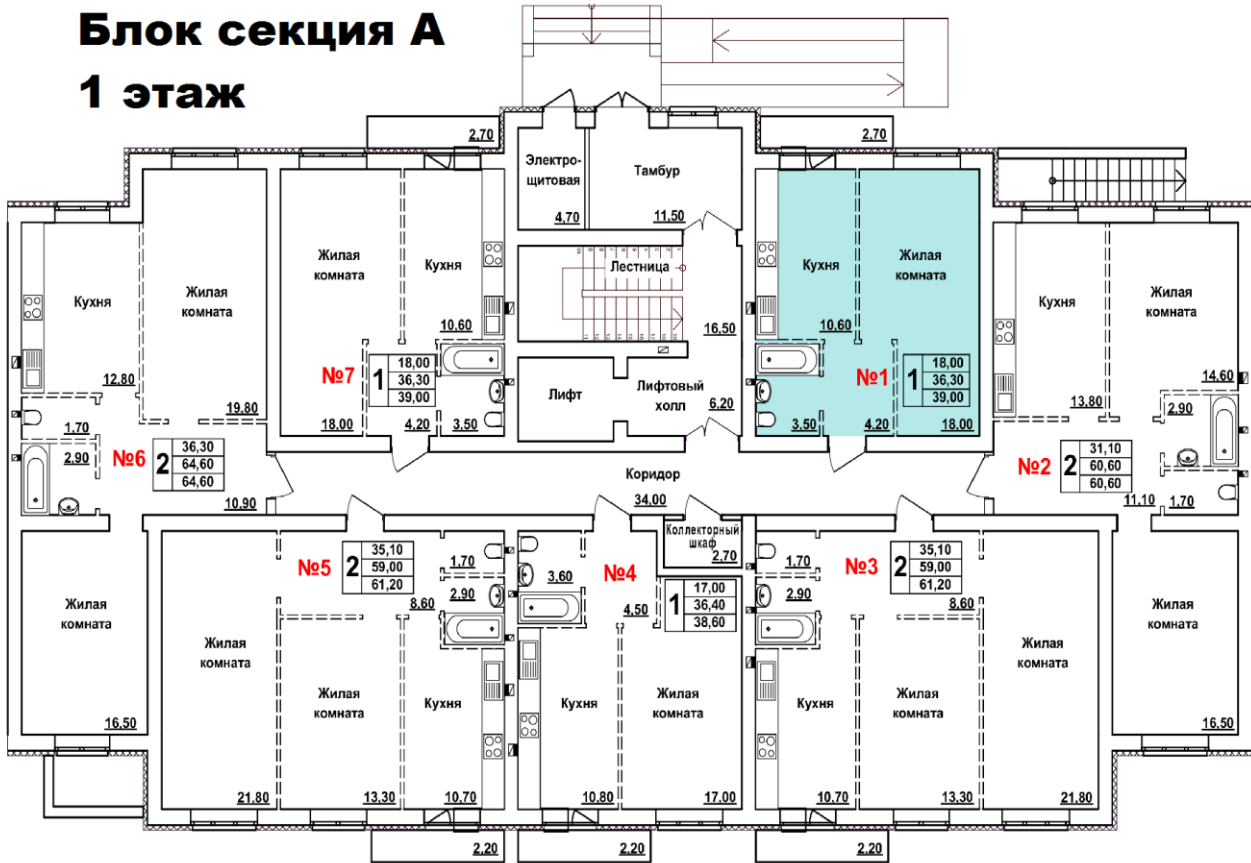 Блок секция А
1 этаж
2,70
Электро-
щитовая
4,70
Тамбур
11,50
2,70
Кухня
12,80
Жилая
комната
19,80
1,70
2,90
№6
2
36,30
64,60
64,60
10,90
Жилая
комната
16,50
Жилая
комната
18,00
Кухня
10,60
№7
1
18,00
36,30
39,00
4,20
3,50
Лестница
16,50
Лифт
Лифтовый
холл
6,20
Кухня
10,60
Жилая
комната
18,00
№1
1
18,00
36,30
39,00
3,50
4,20
Кухня
13,80
Жилая
комната
14,60
2,90
№2
2
31,10
60,60
60,60
11,10
1,70
Жилая
комната
16,50
Коридор
34,00
Коллекторный
шкаф
2,70
№5
2
35,10
59,00
61,20
8,60
1,70
2,90
Жилая
комната
21,80
Жилая
комната
13,30
Кухня
10,70
2,20
3,60
№4
4,50
1
17,00
36,40
38,60
Кухня
10,80
Жилая
комната
17,00
2,20
1,70
2,90
№3
2
35,10
59,00
61,20
8,60
Кухня
10,70
Жилая
комната
13,30
Жилая
комната
21,80
2,20